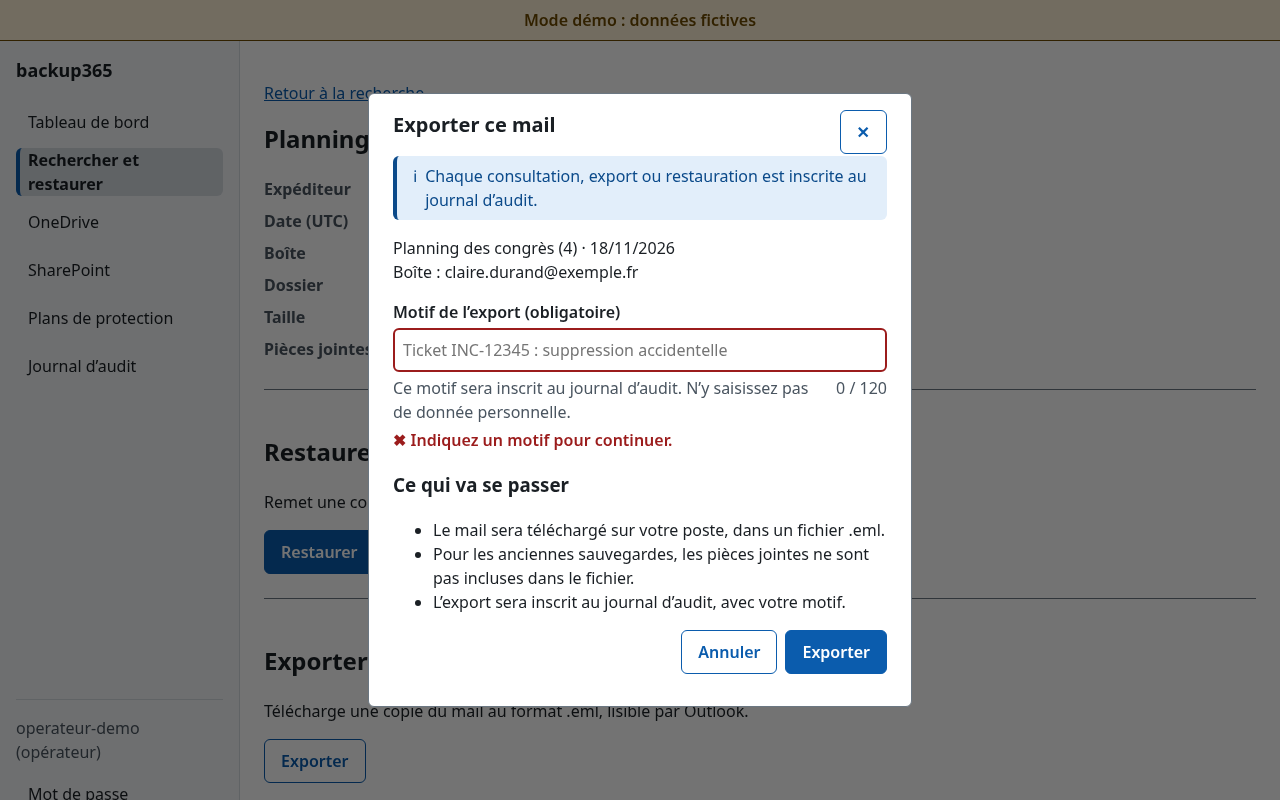 Mode démo : données fictives
backup365
Tableau de bord
Rechercher et
restaurer
OneDrive
SharePoint
Plans de protection
Journal d’audit
operateur-demo
(opérateur)
Mot de passe
Retour à la recherche
Planning
Expéditeur
Date (UTC)
Boîte
Dossier
Taille
Pièces jointes
Restaure
Remet une co
Restaurer
Exporter
Télécharge une copie du mail au format .eml, lisible par Outlook.
Exporter
Exporter ce mail
×
i Chaque consultation, export ou restauration est inscrite au
journal d’audit.
Planning des congrès (4) · 18/11/2026
Boîte : claire.durand@exemple.fr
Motif de l’export (obligatoire)
Ticket INC-12345 : suppression accidentelle
Ce motif sera inscrit au journal d’audit. N’y saisissez pas 0 / 120
de donnée personnelle.
✖ Indiquez un motif pour continuer.
Ce qui va se passer
• Le mail sera téléchargé sur votre poste, dans un fichier .eml.
• Pour les anciennes sauvegardes, les pièces jointes ne sont
pas incluses dans le fichier.
• L’export sera inscrit au journal d’audit, avec votre motif.
Annuler
Exporter